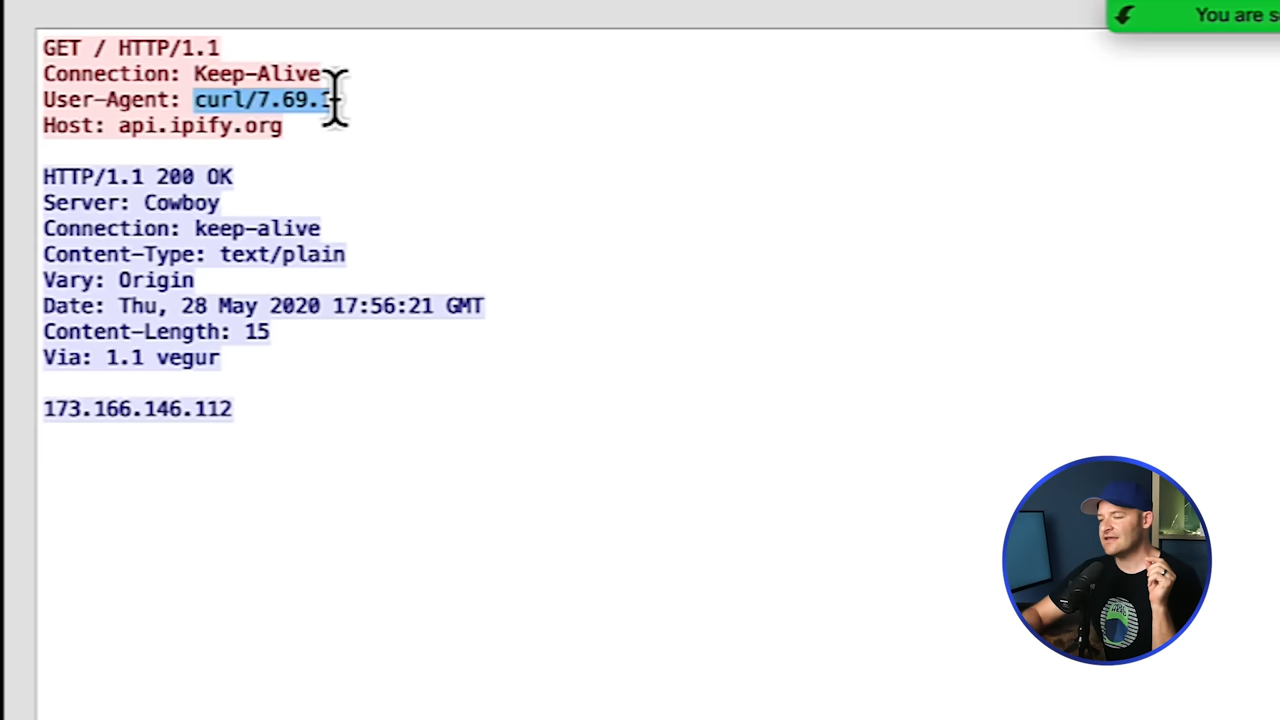 You are s
GET / HTTP/1.1
Connection: Keep-Alive
User-Agent: curl/7.69.1
Host: api.ipify.org
HTTP/1.1 200 OK
Server: Cowboy
Connection: keep-alive
Content-Type: text/plain
Vary: Origin
Date: Thu, 28 May 2020 17:56:21 GMT
Content-Length: 15
Via: 1.1 vegur
173.166.146.112